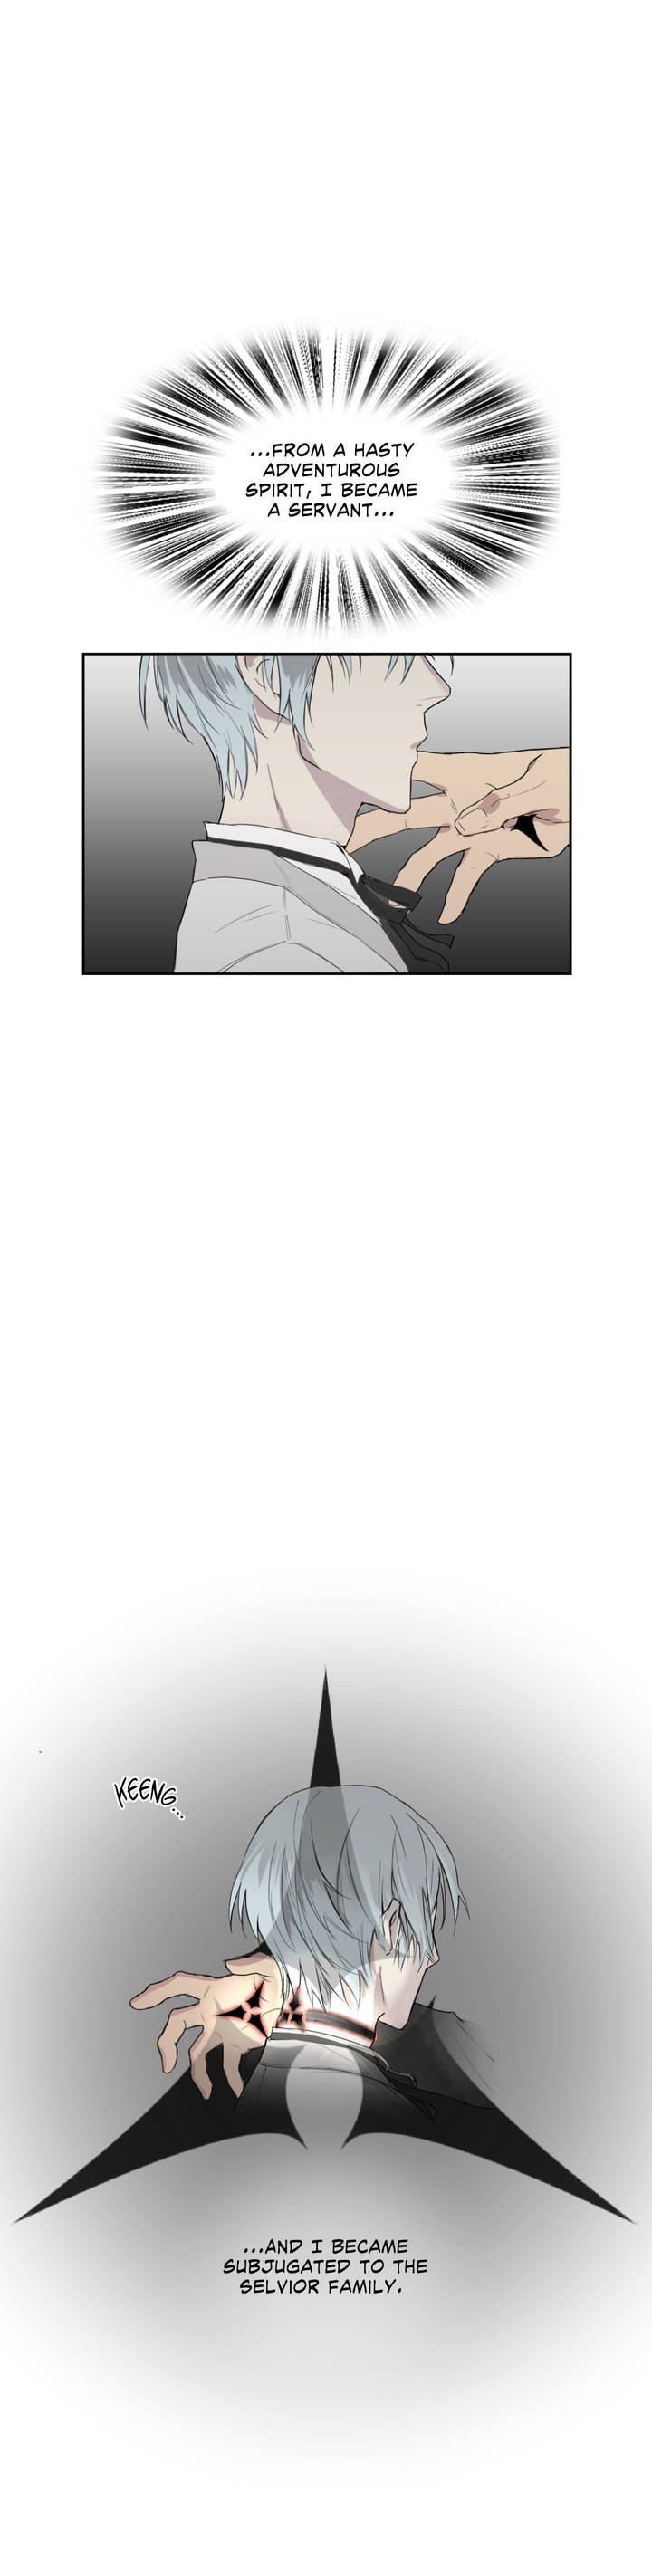 ...FROM A HASTY
ADVENTUROUS
SPIRIT, I BECAME
A SERVANT...
KEENG...
...AND I BECAME
SUBJUGATED TO THE
SELVIOR FAMILY.